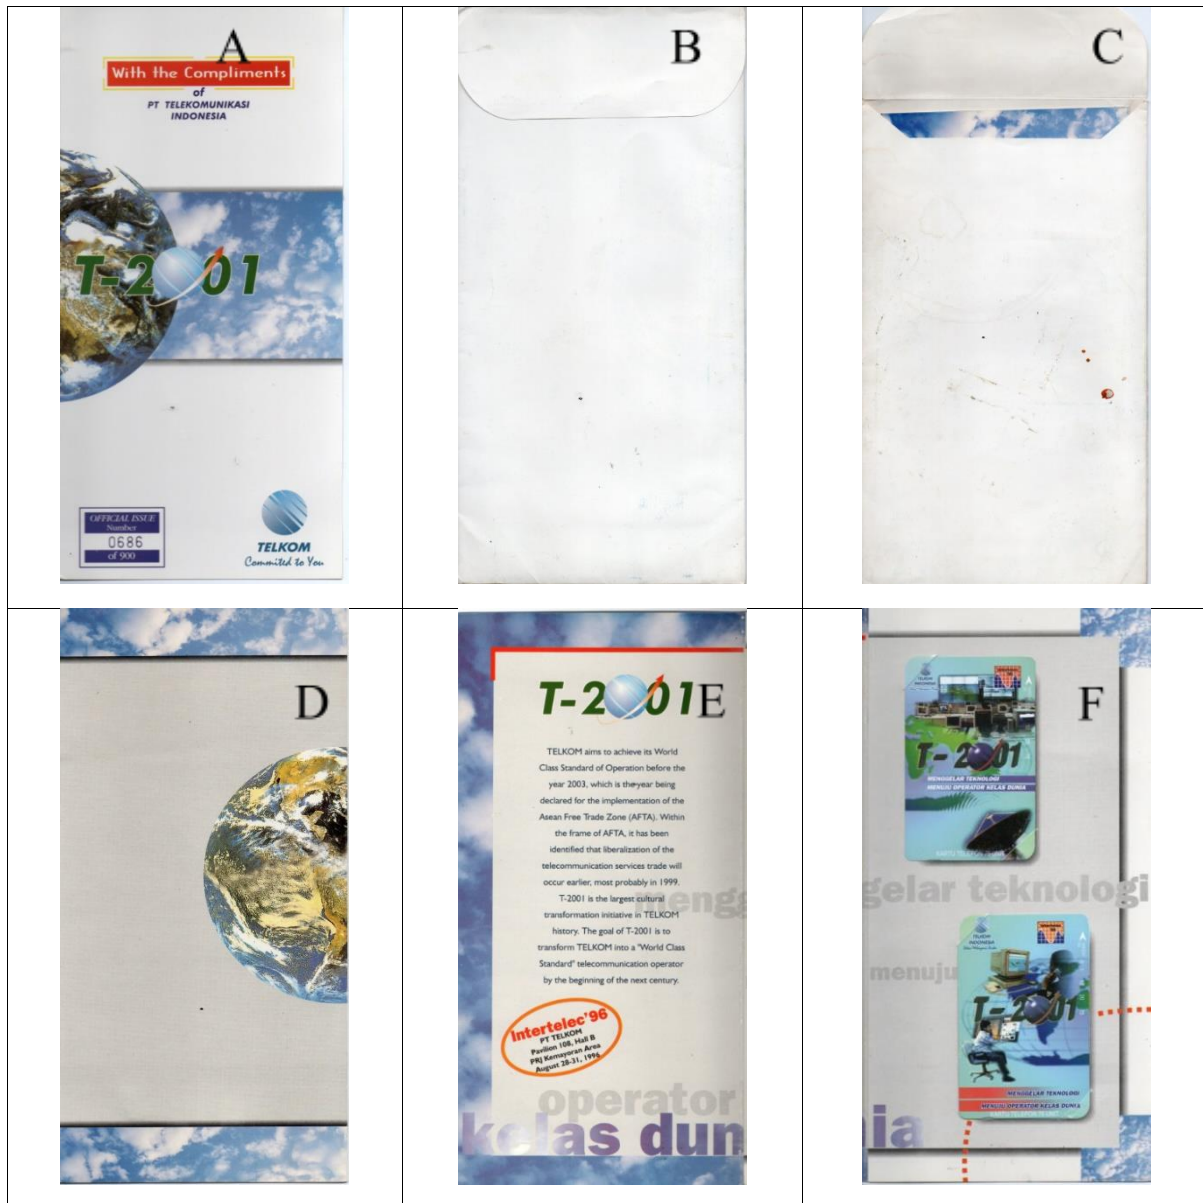 A
With the Compliments
of
PT TELEKOMUNIKASI
INDONESIA
T-2001
OFFICIAL ISSUE
Number
0686
of 900
TELKOM
Commited to You
B
C
D
T-2001
E
TELKOM aims to achieve its World
Class Standard of Operation before the
year 2003, which is the year being
declared for the implementation of the
Asean Free Trade Zone (AFTA). Within
the frame of AFTA, it has been
identified that liberalization of the
telecommunication services trade will
occur earlier, most probably in 1999.
T-2001 is the largest cultural
transformation initiative in TELKOM
history. The goal of T-2001 is to
transform TELKOM into a "World Class
Standard" telecommunication operator
by the beginning of the next century.
mengg
Intertelec'96
PT TELKOM
Pavilion 108, Hall B
PRJ Kemayoran Area
August 28-31, 1996
operator
kelas dun
F
TELKOM
INDONESIA
T-2001
MENGGELAR TEKNOLOGI
MENUJU OPERATOR KELAS DUNIA
gelar teknologi
menuju
TELKOM
INDONESIA
T-2001
MENGGELAR TEKNOLOGI
MENUJU OPERATOR KELAS DUNIA
nia